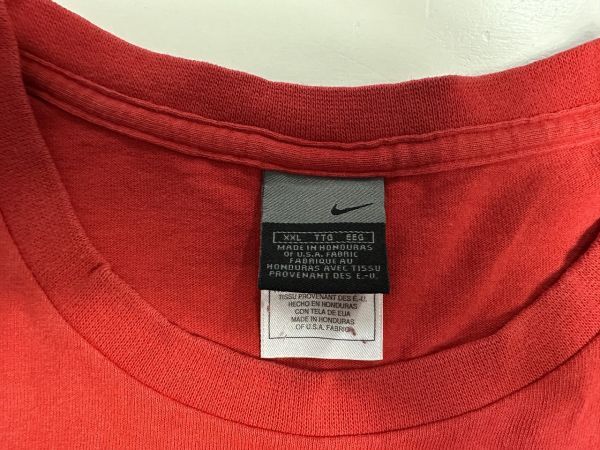 XXL TTG EEG
MADE IN HONDURAS
OF U.S.A. FABRIC
FABRIQUE AU
HONDURAS AVEC TISSU
PROVENANT DES É.-U.
TISSU PROVENANT DES É.-U.
HECHO EN HONDURAS
CON TELA DE EUA
MADE IN HONDURAS
OF U.S.A. FABRIC